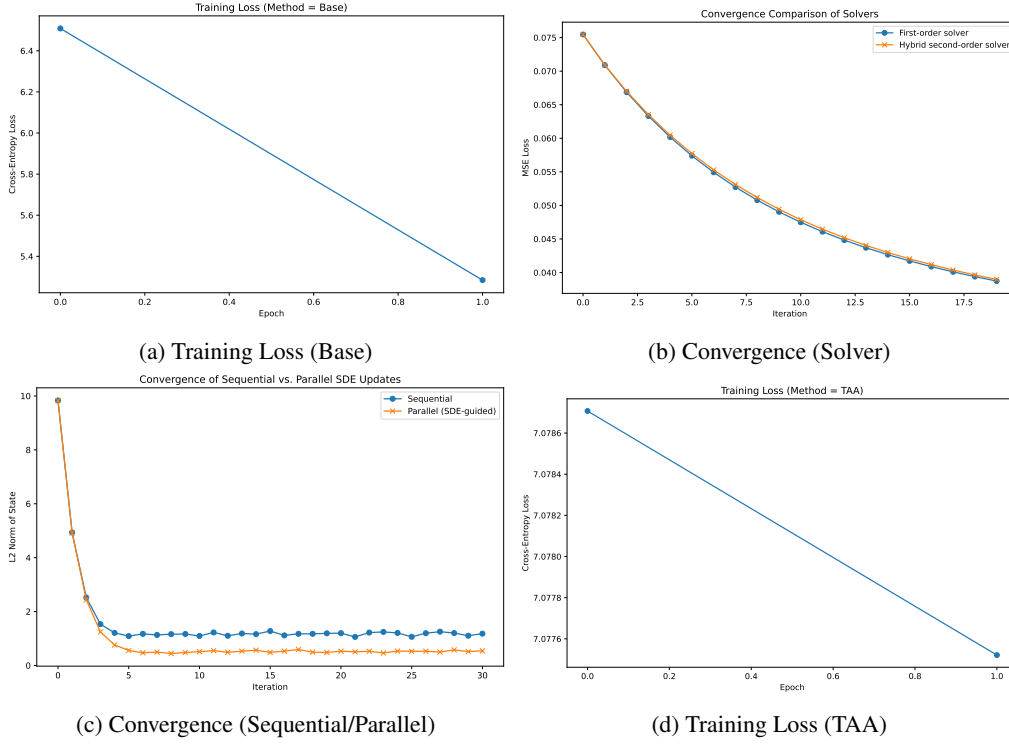 Training Loss (Method = Base)
6.4
6.2
6.0
5.8
5.6
5.4
Cross-Entropy Loss
0.0 0.2 0.4 0.6 0.8 1.0
Epoch
(a) Training Loss (Base)
Convergence Comparison of Solvers
First-order solver
Hybrid second-order solver
0.075
0.070
0.065
0.060
0.055
0.050
0.045
0.040
MSE Loss
0.0 2.5 5.0 7.5 10.0 12.5 15.0 17.5
Iteration
(b) Convergence (Solver)
Convergence of Sequential vs. Parallel SDE Updates
Sequential
Parallel (SDE-guided)
10
8
6
4
2
0
L2 Norm of State
0 5 10 15 20 25 30
Iteration
(c) Convergence (Sequential/Parallel)
Training Loss (Method = TAA)
7.0786
7.0784
7.0782
7.0780
7.0778
7.0776
Cross-Entropy Loss
0.0 0.2 0.4 0.6 0.8 1.0
Epoch
(d) Training Loss (TAA)